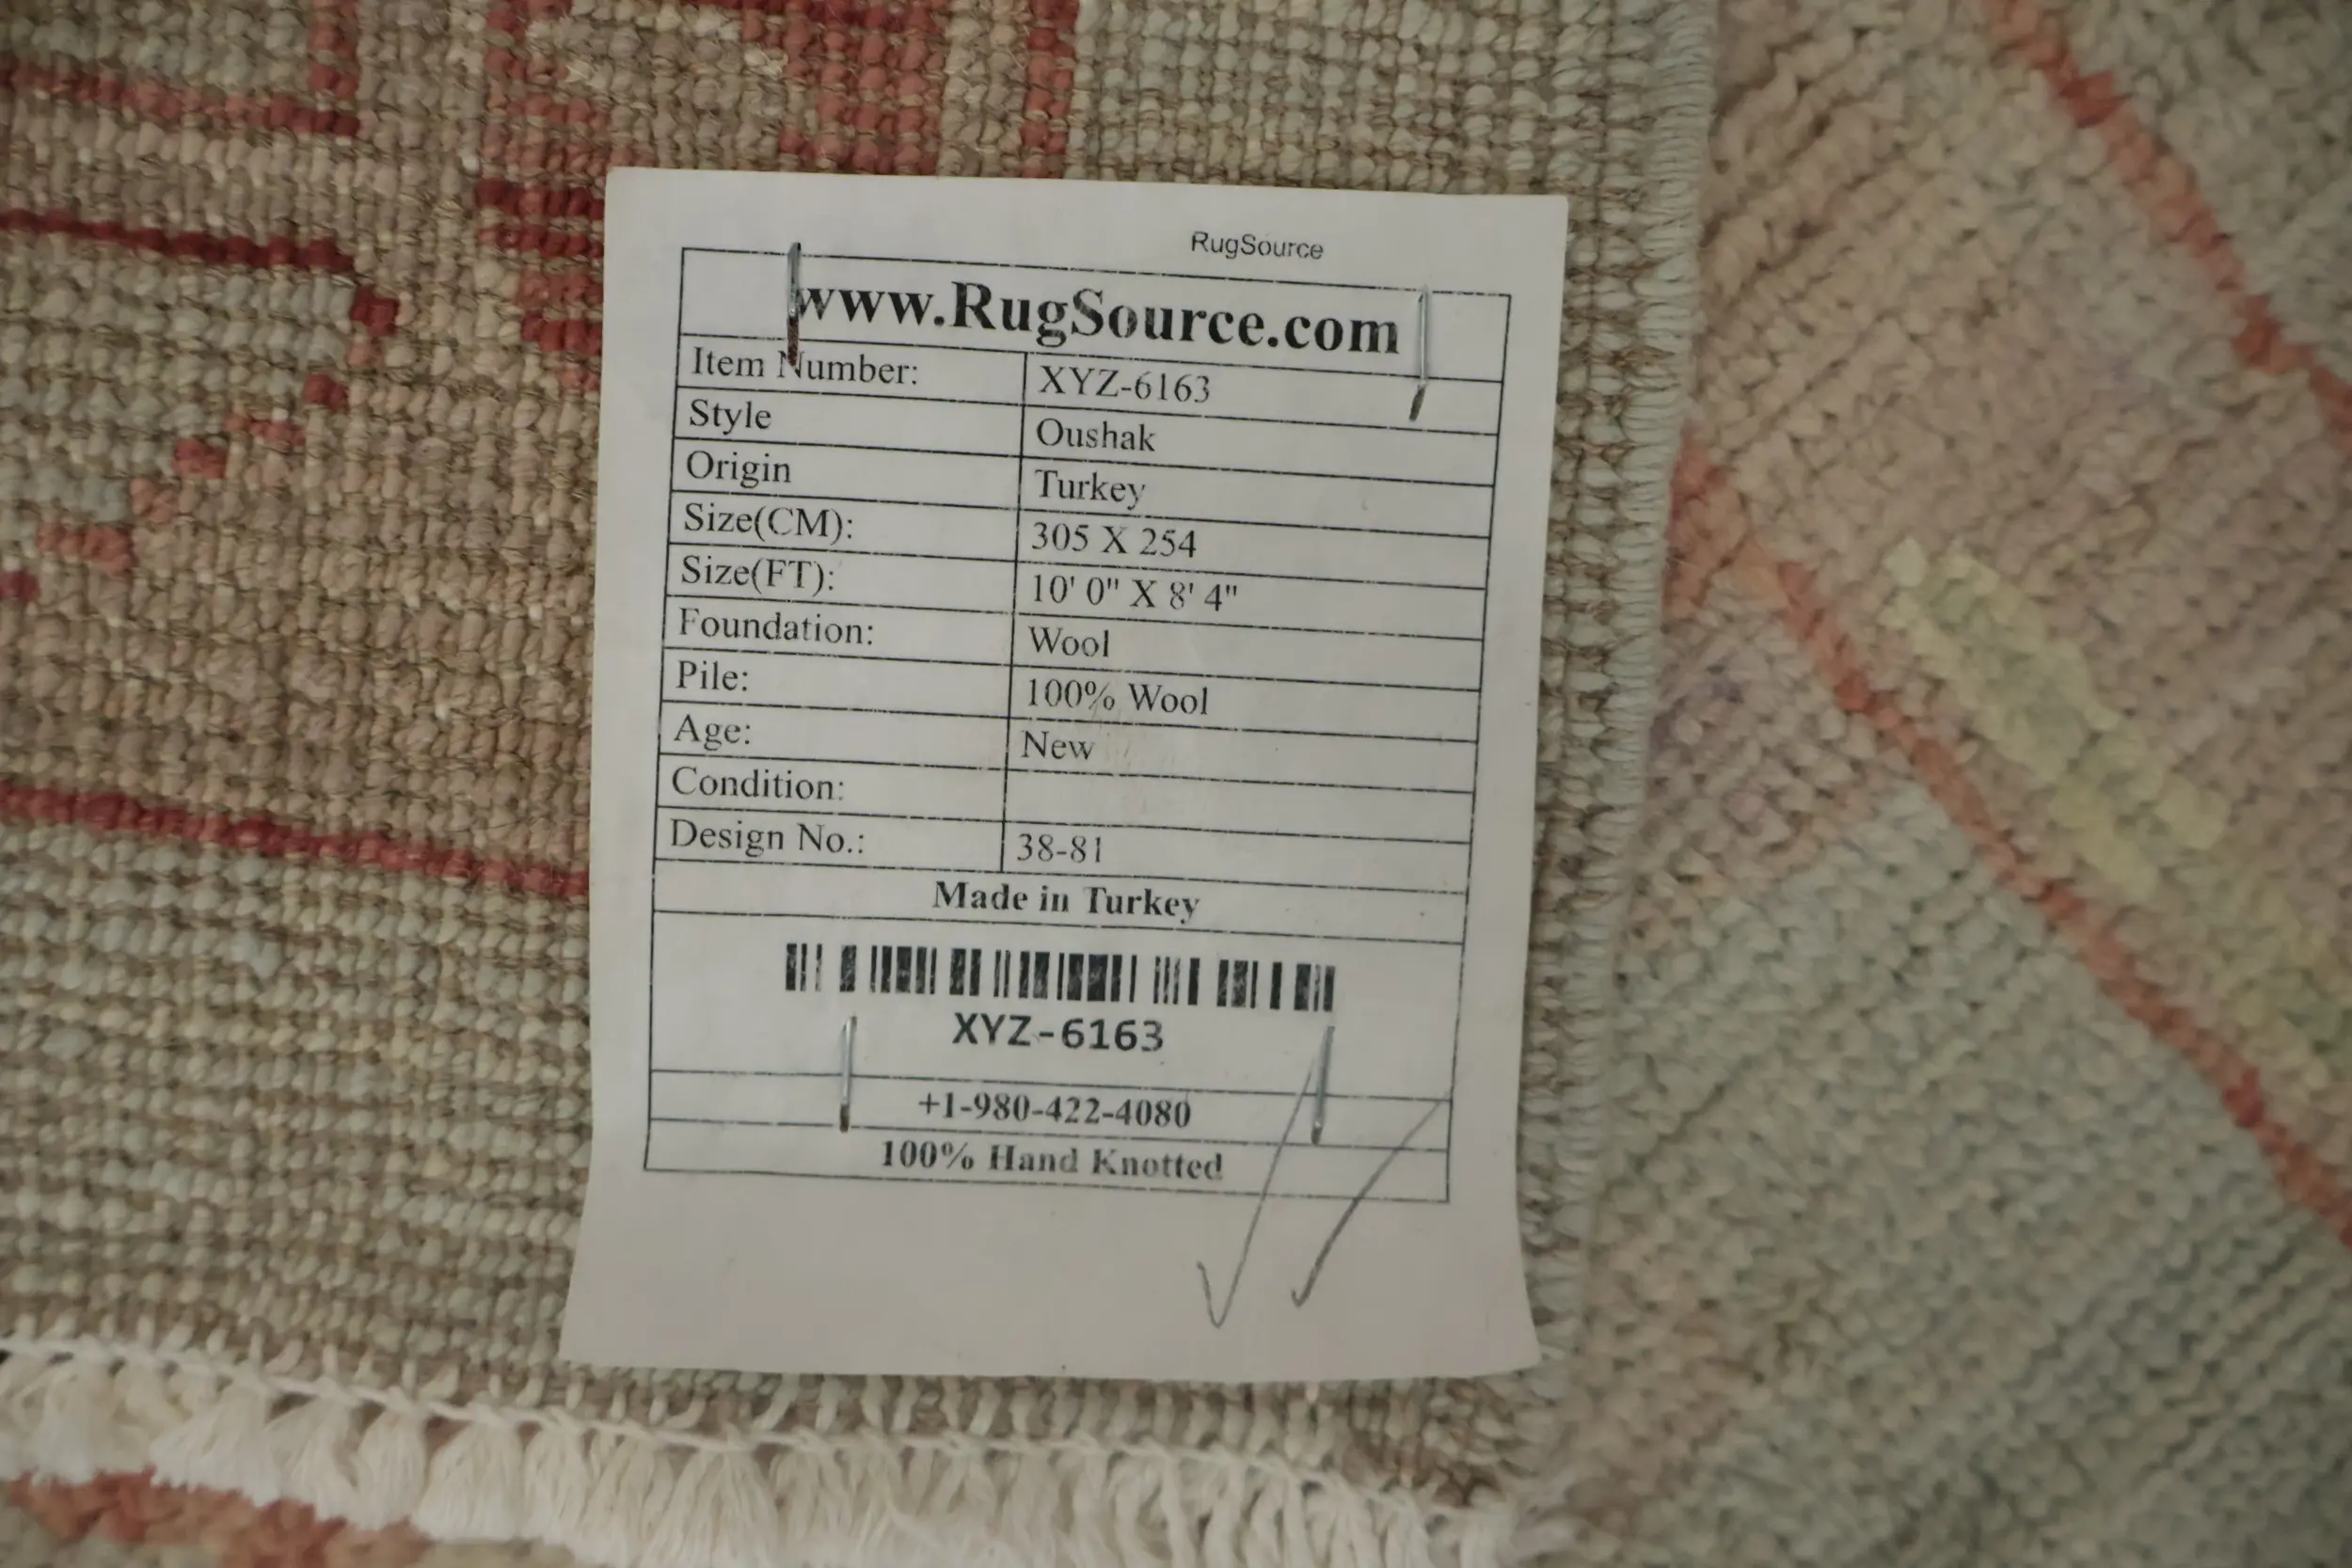 RugSource
www.RugSource.com
Item Number: XYZ-6163
Style Oushak
Origin Turkey
Size(CM): 305 X 254
Size(FT): 10' 0" X 8' 4"
Foundation: Wool
Pile: 100% Wool
Age: New
Condition:
Design No.: 38-81
Made in Turkey
XYZ-6163
+1-980-422-4080
100% Hand Knotted